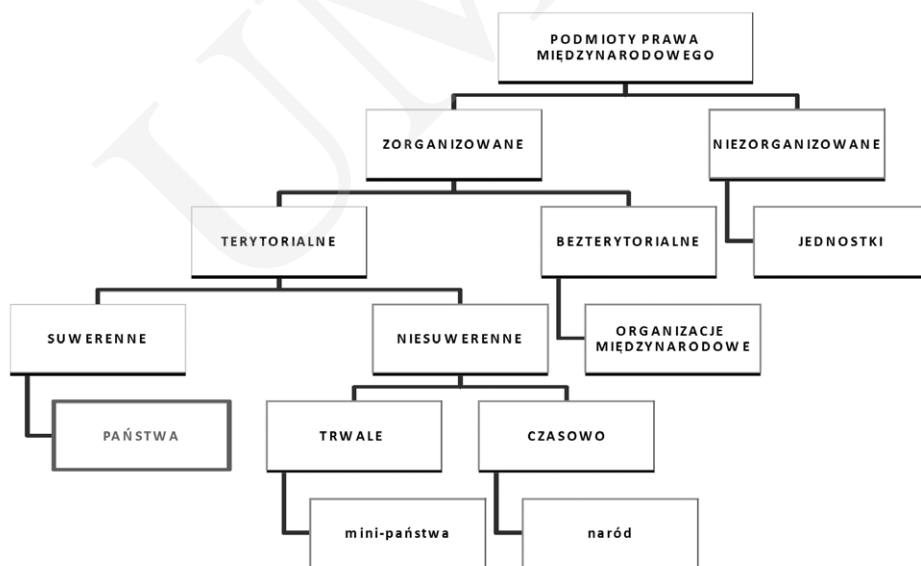 PODMIOTY PRAWA
MIĘDZYNARODOWEGO
ZORGANIZOWANE
NIEZORGANIZOWANE
TERYTORIALNE
BEZTERYTORIALNE
JEDNOSTKI
SUWERENNE
NIESUWERENNE
ORGANIZACJE
MIĘDZYNARODOWE
PAŃSTWA
TRWALE
CZASOWO
mini-państwa
naród